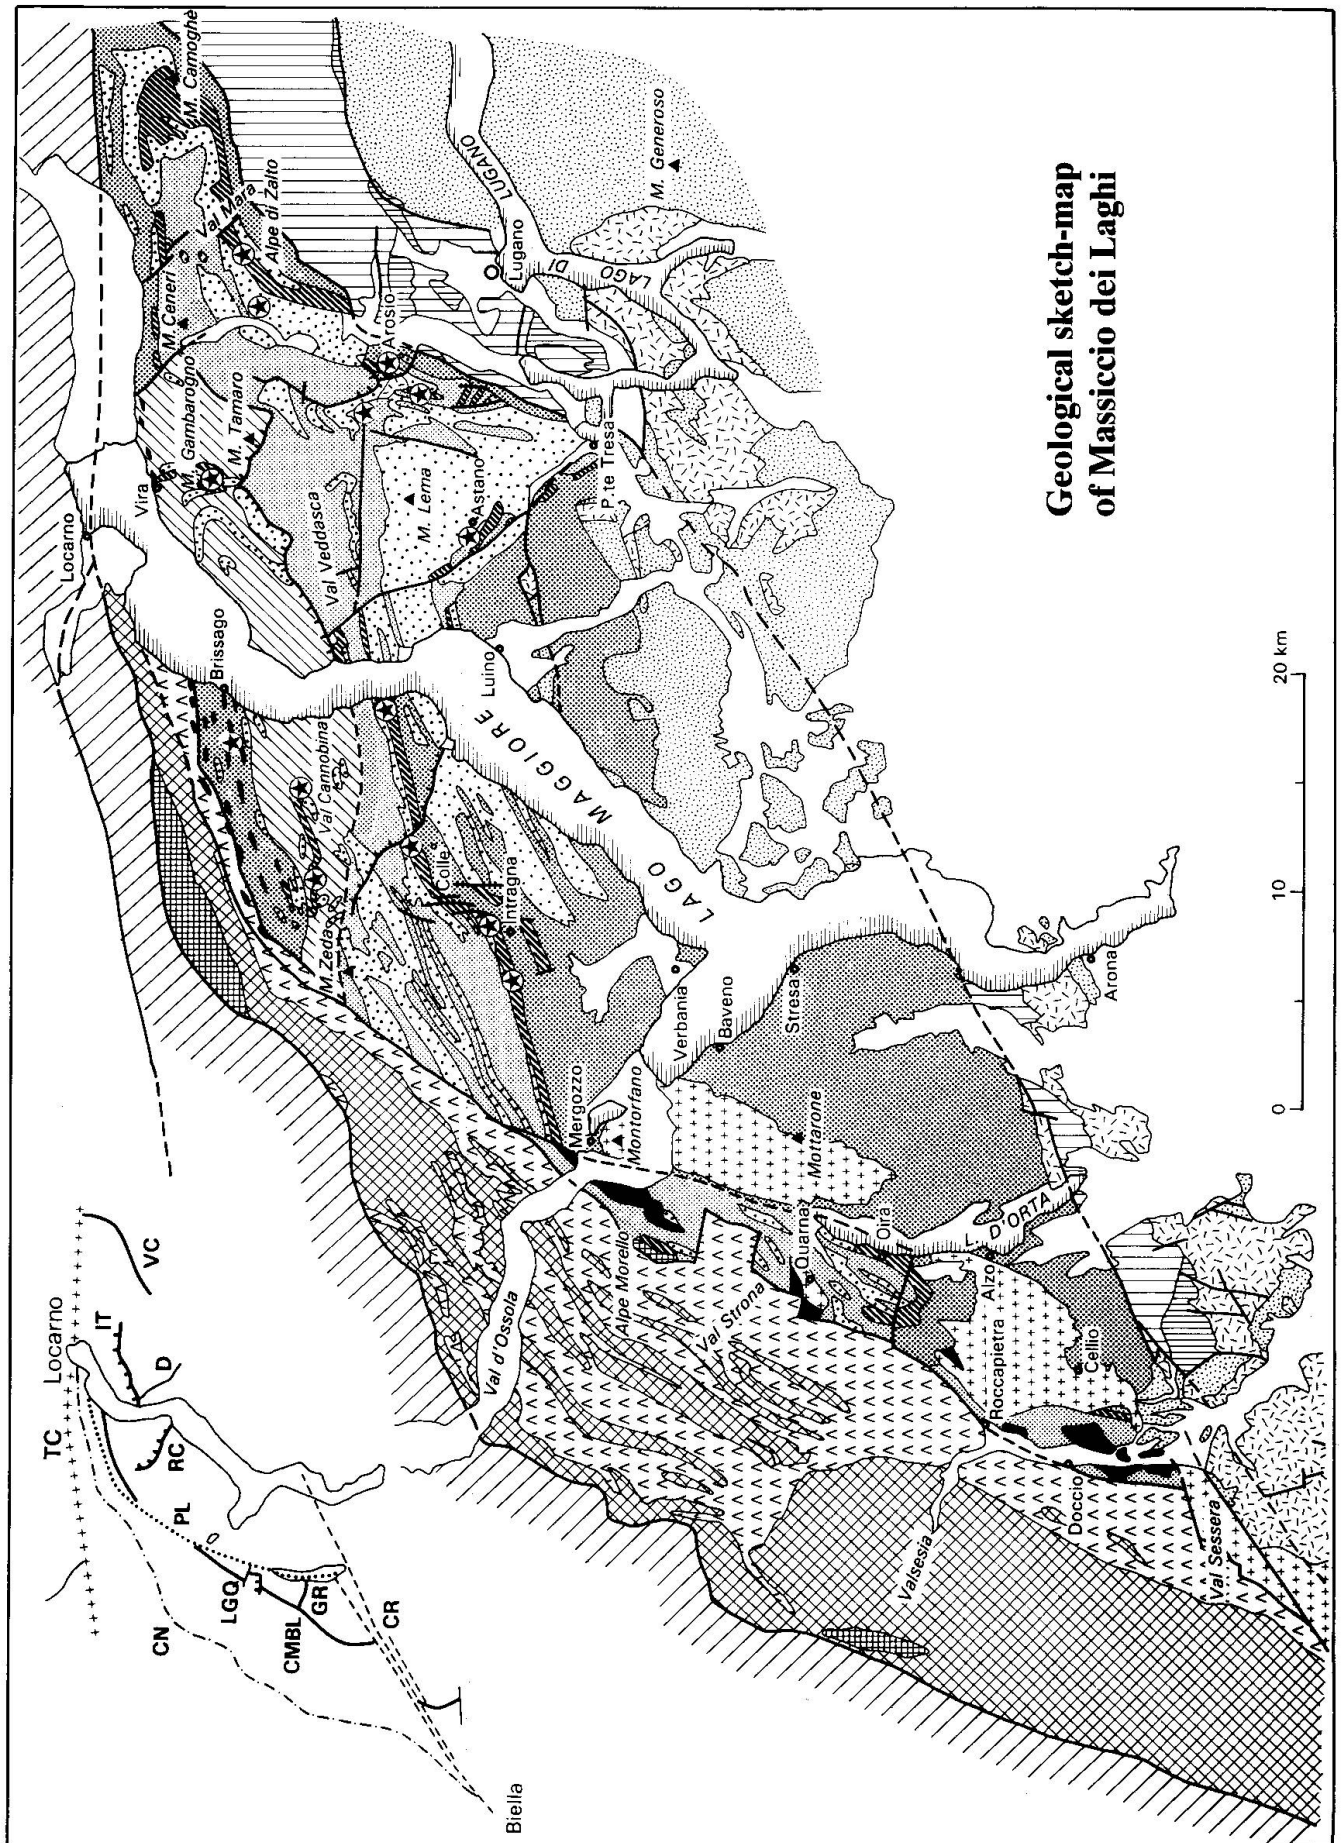 Geological sketch-map
of Massiccio dei Laghi
M. Camoghè
Val Mara
Alpe di Zalto
M. Ceneri
M. Gambarogno
M. Tamaro
Vira
Locarno
Arosio
Lugano
LAGO DI LUGANO
M. Generoso
Val Veddasca
M. Lema
Astano
P.te Tresa
Brissago
Luino
Val Cannobina
M. Zeda
Colle
Intragna
LAGO MAGGIORE
Verbania
Baveno
Stresa
Arona
Mergozzo
Montorfano
Mottarone
Val d'Ossola
Alpe Morello
Val Strona
Quarna
Oira
L. D'ORTA
Alzo
Roccapietra
Cellio
Valsesia
Doccio
Val Sessera
0
10
20 km
TC
Locarno
VC
IT
D
RC
PL
CN
LGQ
GR
CMBL
CR
Biella